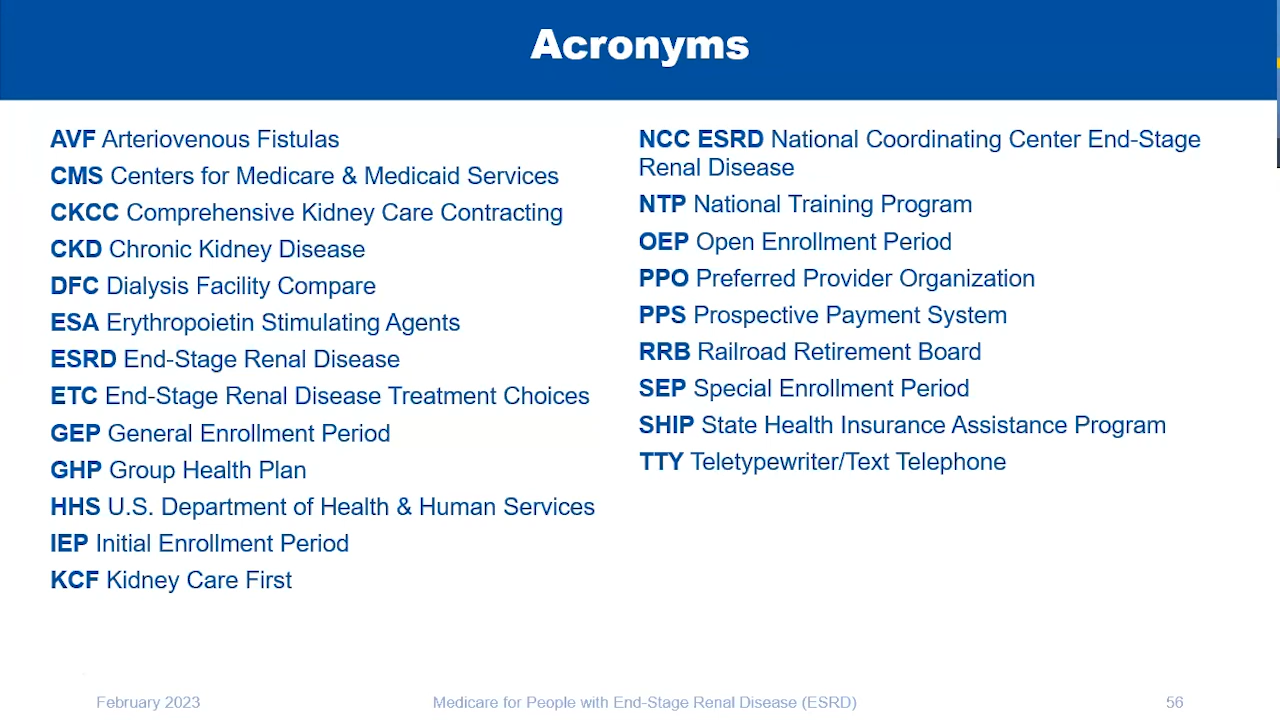 Acronyms
AVF Arteriovenous Fistulas
CMS Centers for Medicare & Medicaid Services
CKCC Comprehensive Kidney Care Contracting
CKD Chronic Kidney Disease
DFC Dialysis Facility Compare
ESA Erythropoietin Stimulating Agents
ESRD End-Stage Renal Disease
ETC End-Stage Renal Disease Treatment Choices
GEP General Enrollment Period
GHP Group Health Plan
HHS U.S. Department of Health & Human Services
IEP Initial Enrollment Period
KCF Kidney Care First
NCC ESRD National Coordinating Center End-Stage
Renal Disease
NTP National Training Program
OEP Open Enrollment Period
PPO Preferred Provider Organization
PPS Prospective Payment System
RRB Railroad Retirement Board
SEP Special Enrollment Period
SHIP State Health Insurance Assistance Program
TTY Teletypewriter/Text Telephone
February 2023
Medicare for People with End-Stage Renal Disease (ESRD)
56